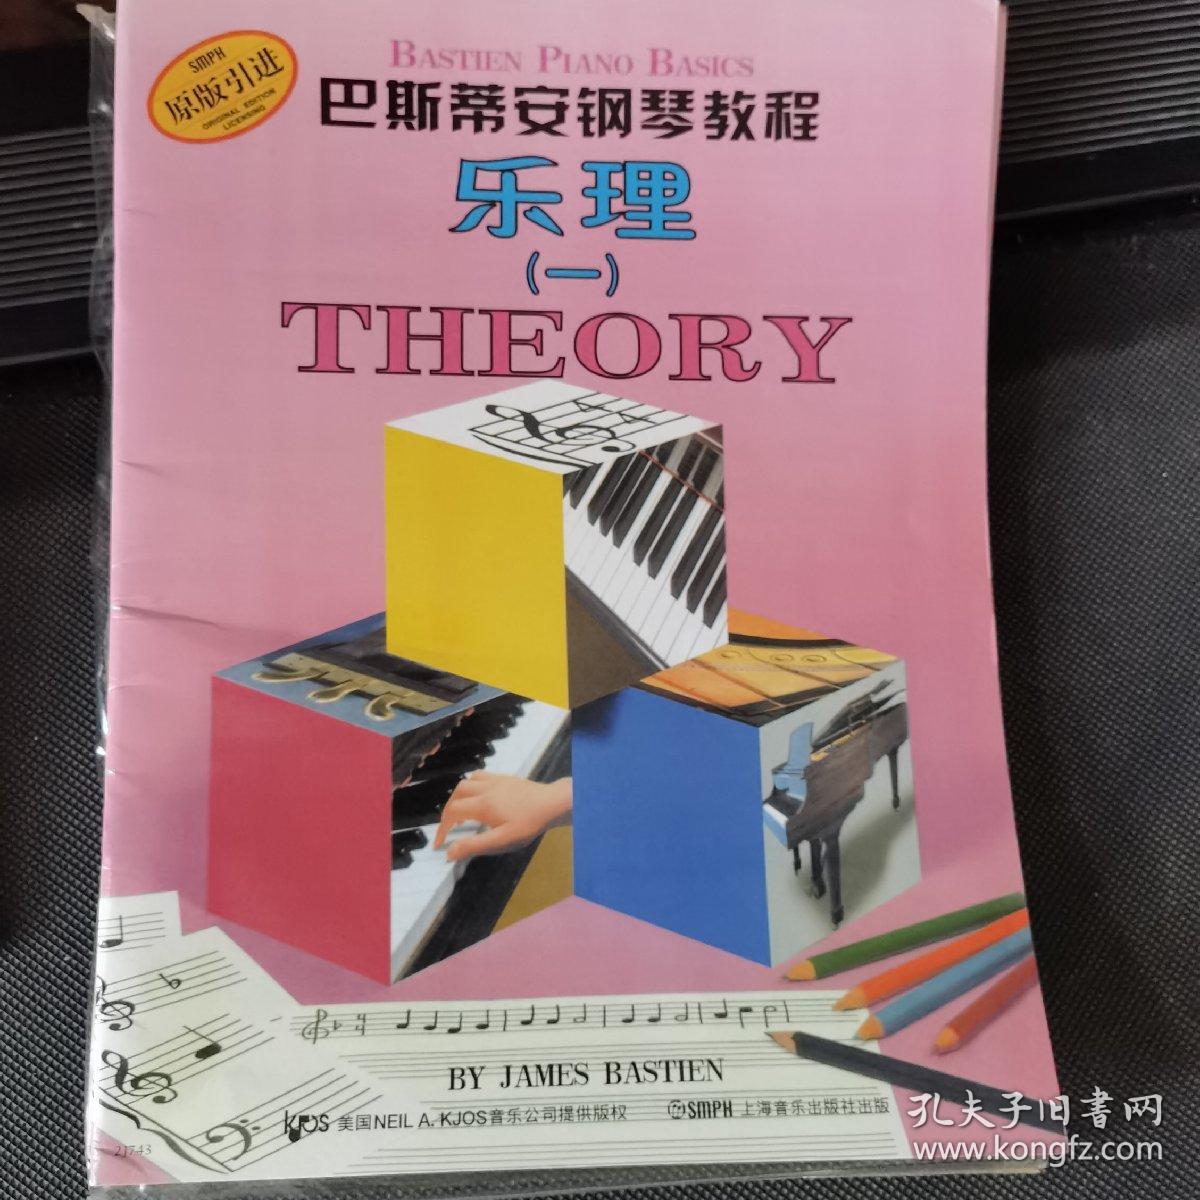 SMPH
原版引进
ORIGINAL EDITION
LICENSING
BASTIEN PIANO BASICS
巴斯蒂安钢琴教程
乐理
(一)
THEORY
4
4
BY JAMES BASTIEN
KJOS 美国NEIL A. KJOS音乐公司提供版权
SMPH 上海音乐出版社出版
21743
孔夫子旧书网
www.kongfz.com